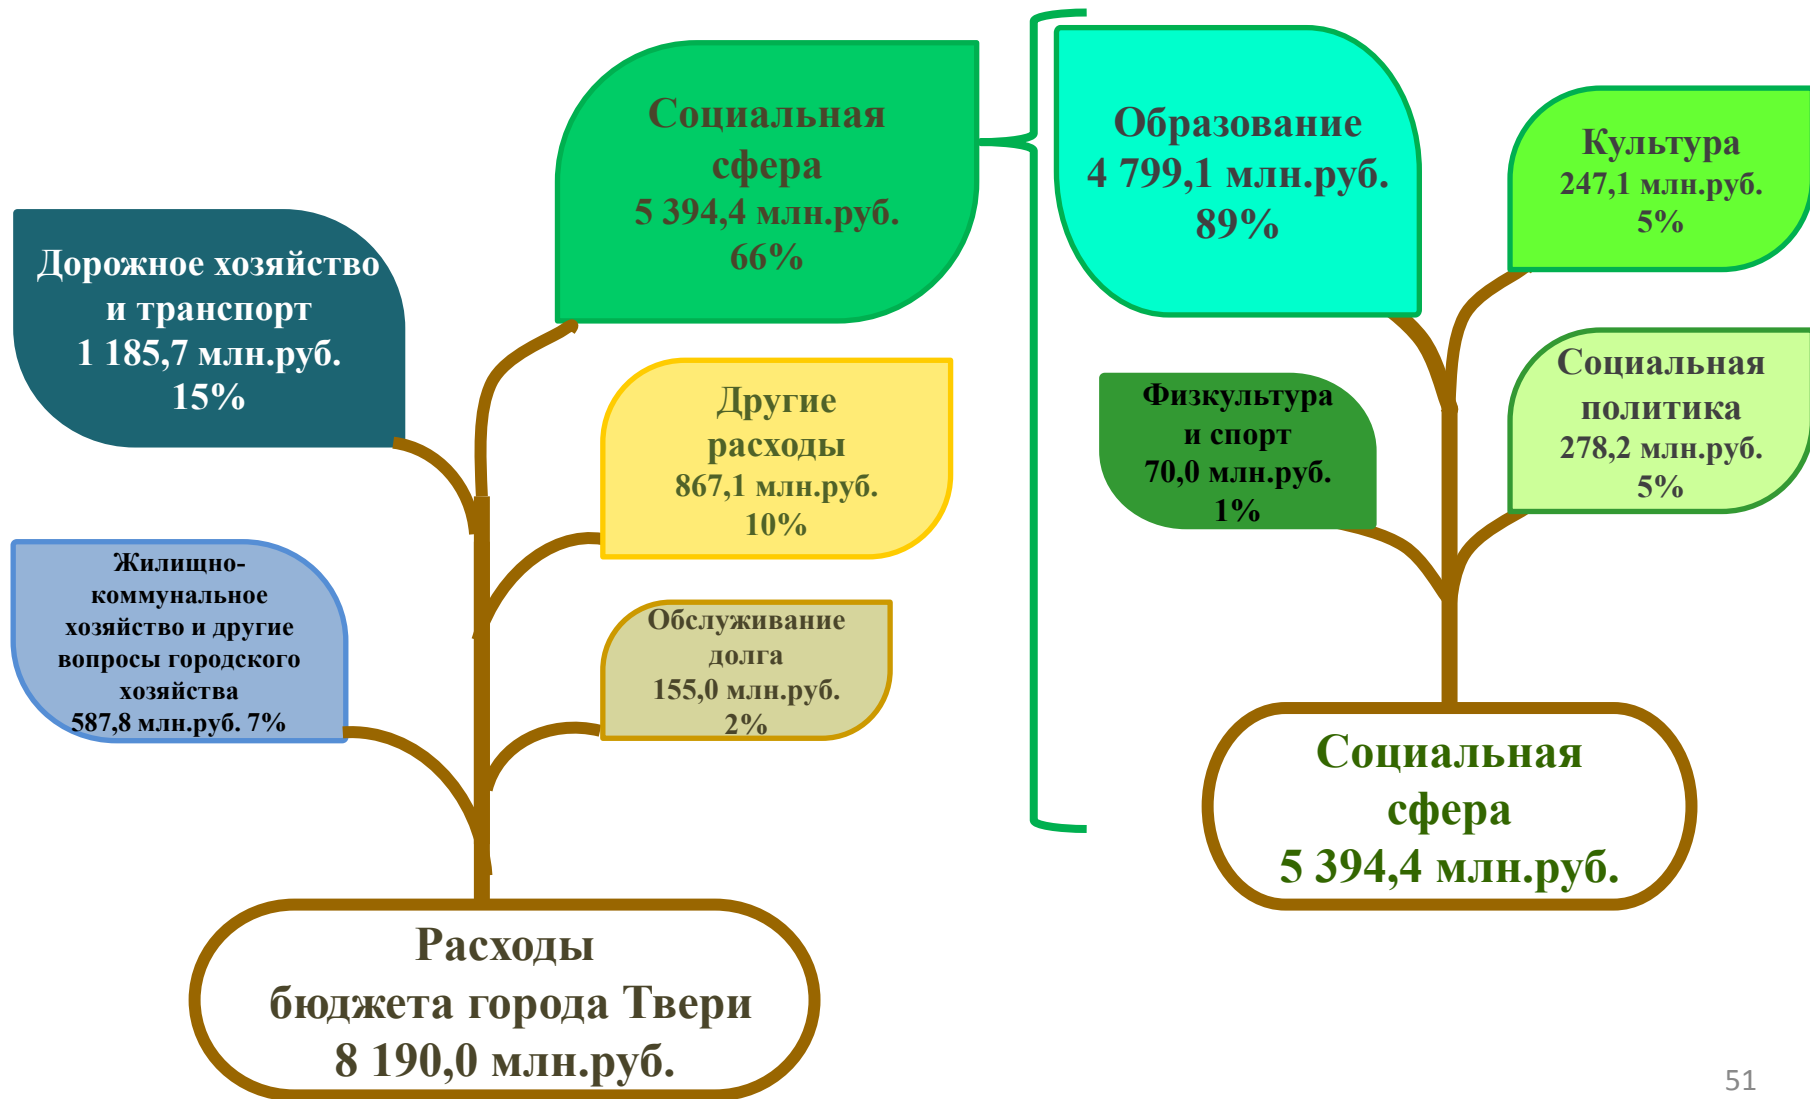 Социальная
сфера
5 394,4 млн.руб.
66%
Дорожное хозяйство
и транспорт
1 185,7 млн.руб.
15%
Другие
расходы
867,1 млн.руб.
10%
Жилищно-
коммунальное
хозяйство и другие
вопросы городского
хозяйства
587,8 млн.руб. 7%
Обслуживание
долга
155,0 млн.руб.
2%
Расходы
бюджета города Твери
8 190,0 млн.руб.
Образование
4 799,1 млн.руб.
89%
Культура
247,1 млн.руб.
5%
Физкультура
и спорт
70,0 млн.руб.
1%
Социальная
политика
278,2 млн.руб.
5%
Социальная
сфера
5 394,4 млн.руб.
51